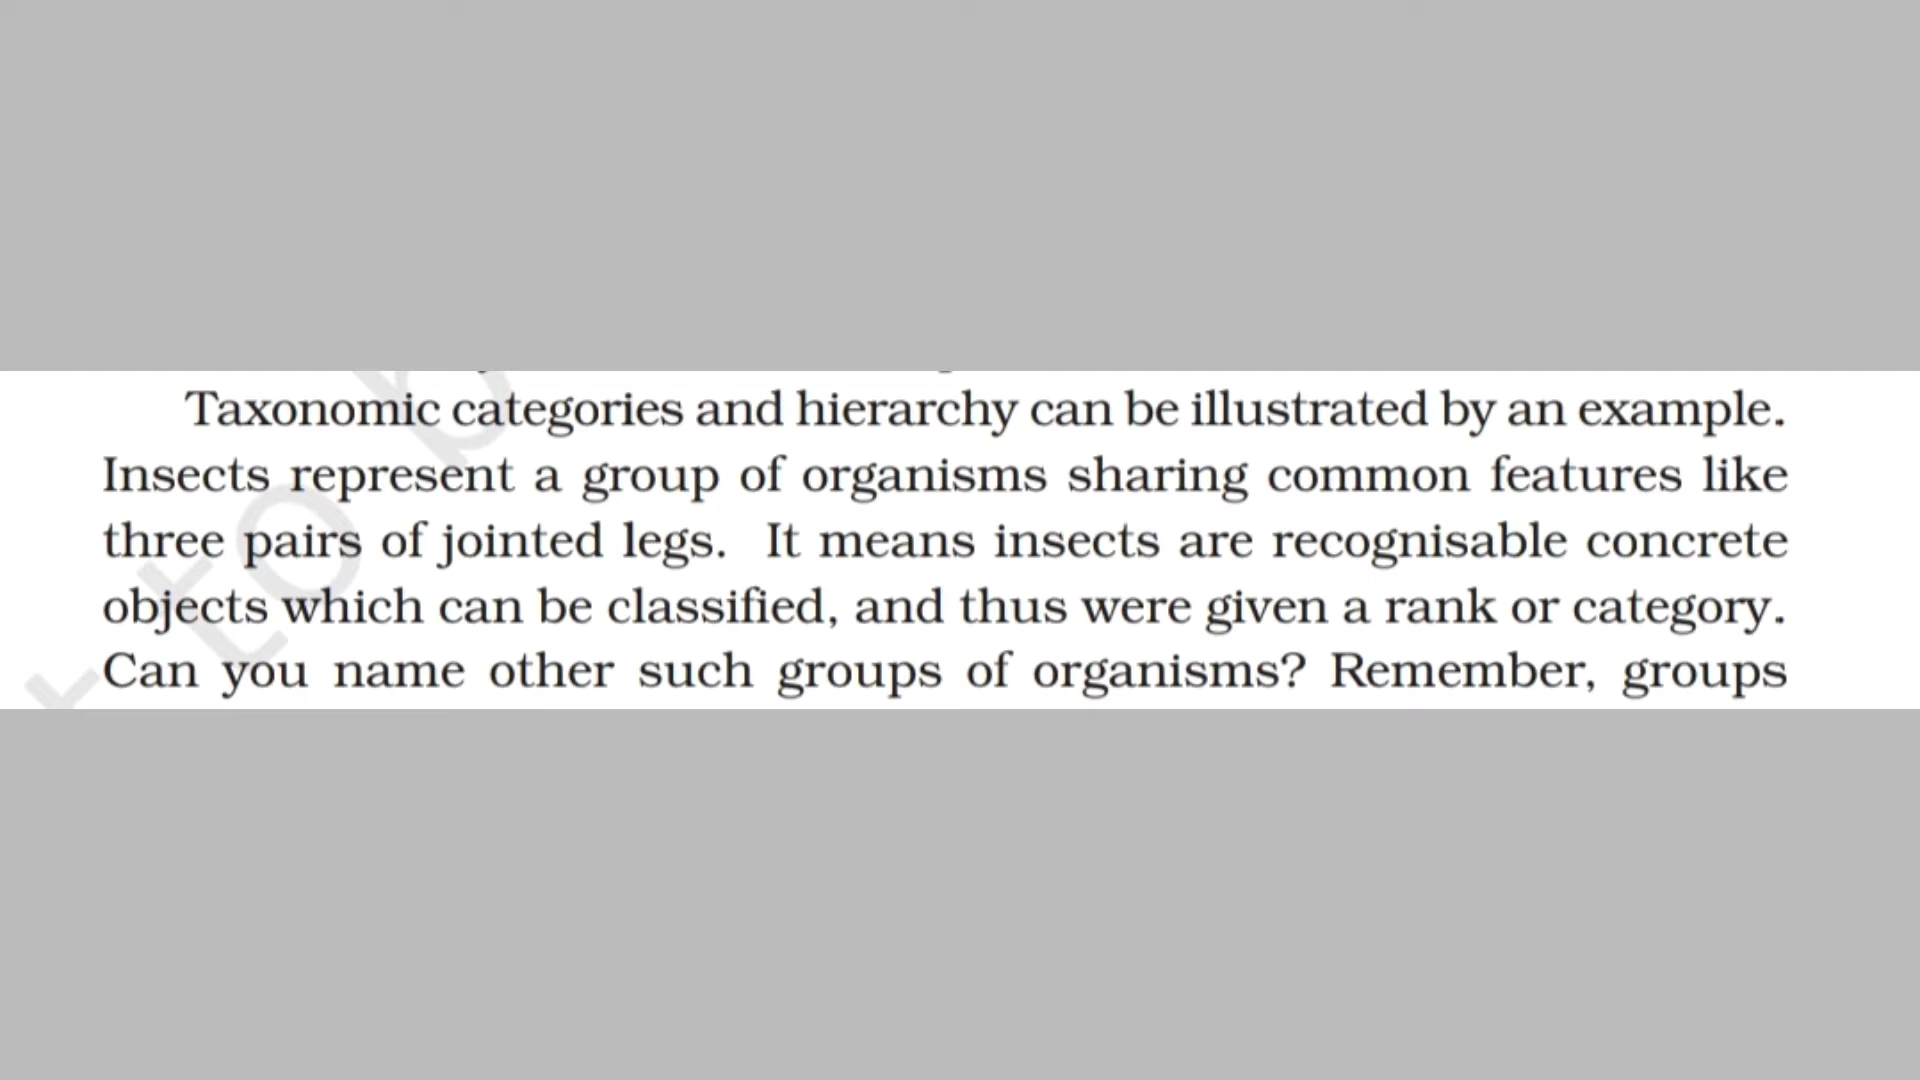 Taxonomic categories and hierarchy can be illustrated by an example.
Insects represent a group of organisms sharing common features like
three pairs of jointed legs. It means insects are recognisable concrete
objects which can be classified, and thus were given a rank or category.
Can you name other such groups of organisms? Remember, groups